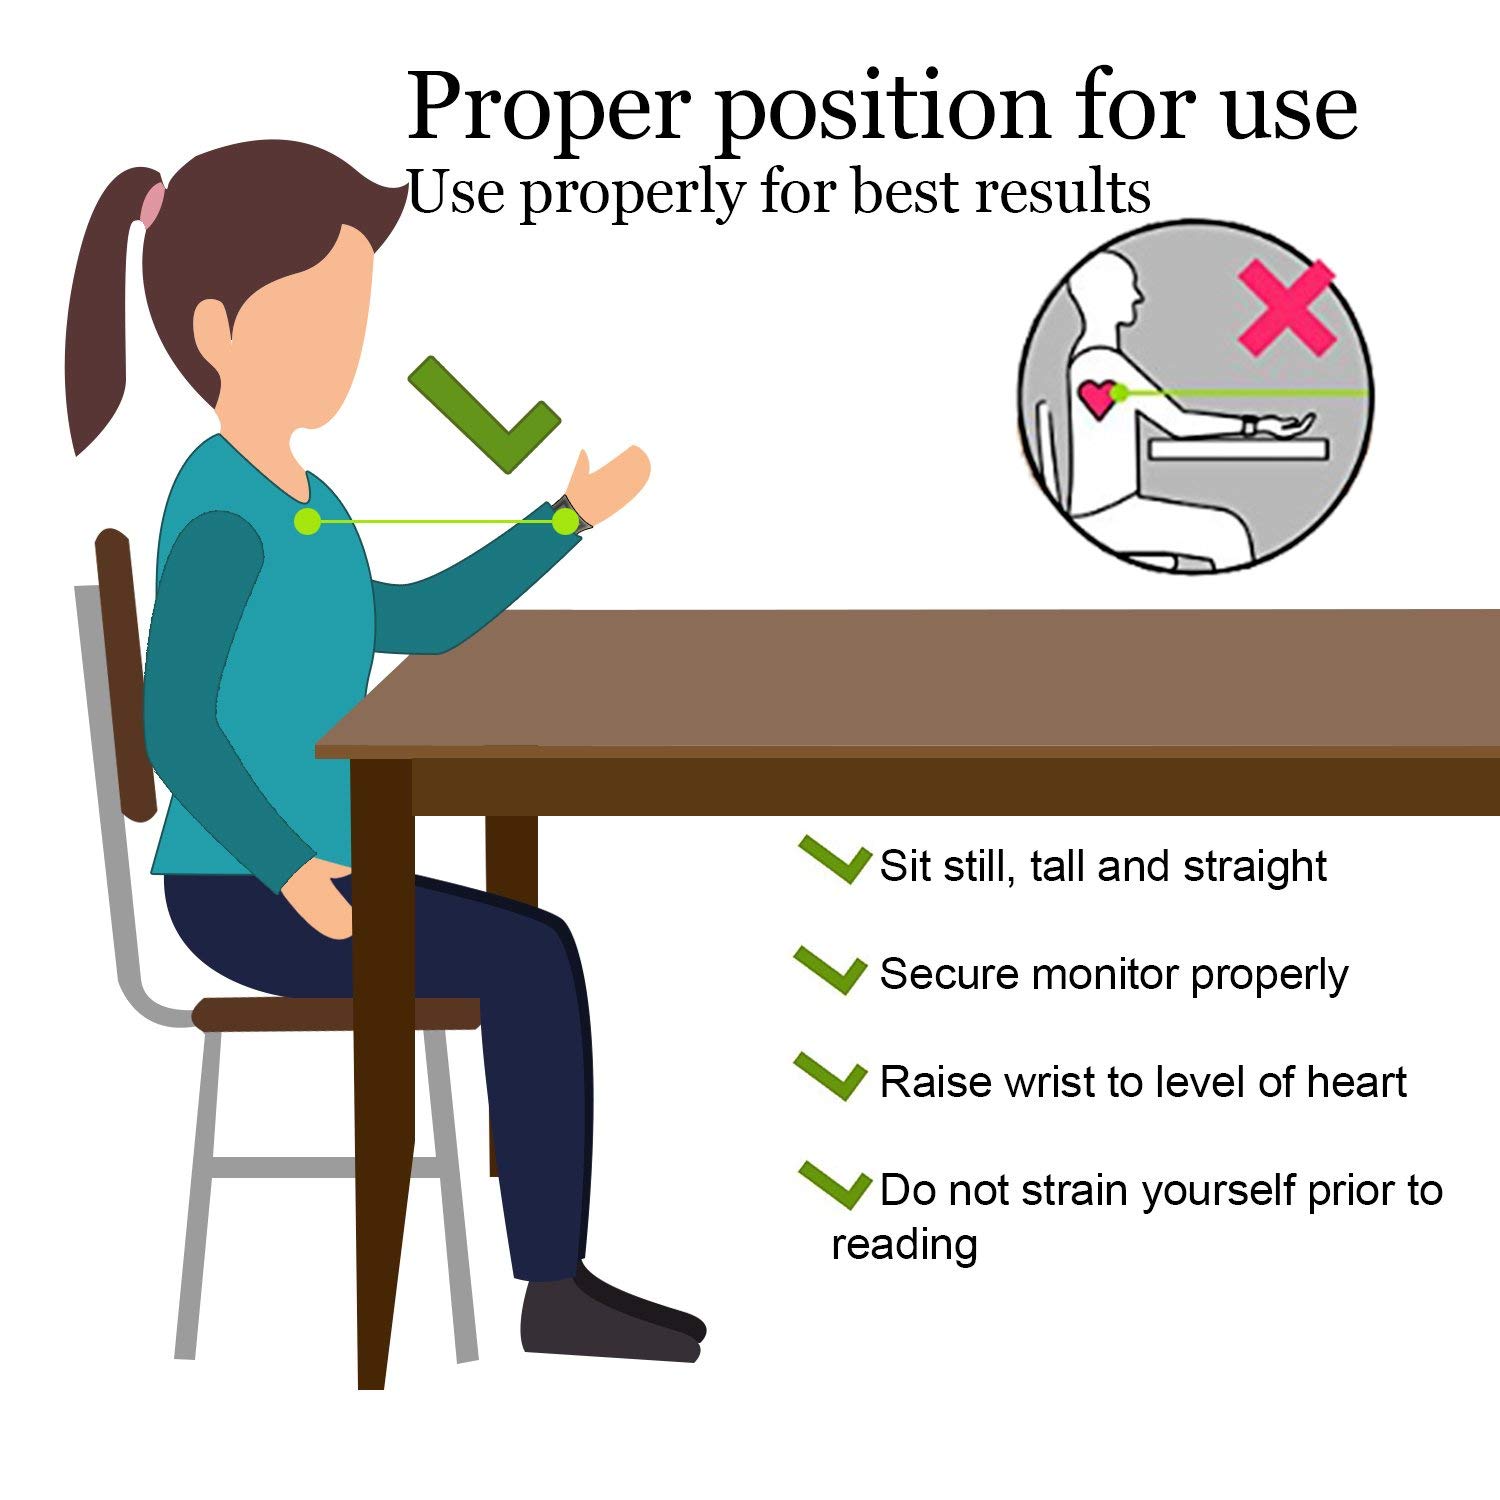 Proper position for use
Use properly for best results
Sit still, tall and straight
Secure monitor properly
Raise wrist to level of heart
Do not strain yourself prior to
reading